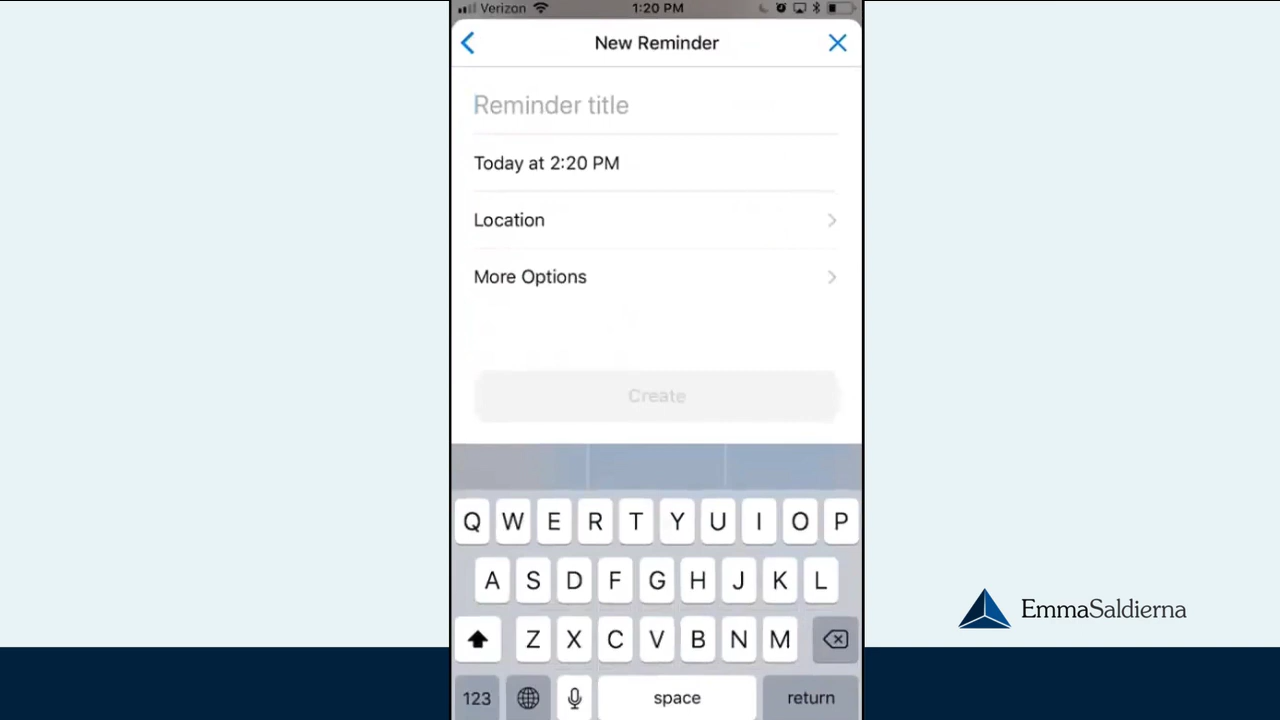 Verizon 1:20 PM
New Reminder
Reminder title
Today at 2:20 PM
Location
More Options
Create
Q W E R T Y U I O P
A S D F G H J K L
Z X C V B N M
123 space return
EmmaSaldierna